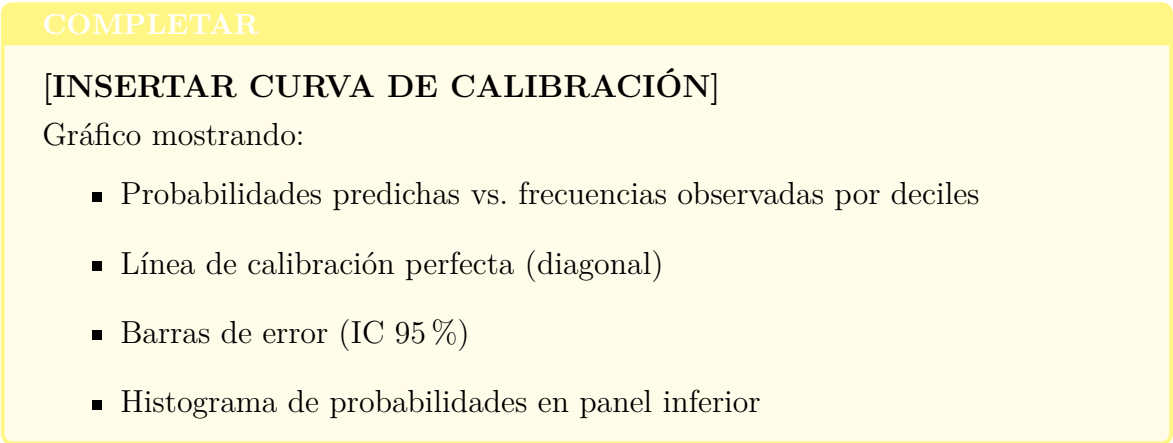 COMPLETAR
[INSERTAR CURVA DE CALIBRACIÓN]
Gráfico mostrando:
▪ Probabilidades predichas vs. frecuencias observadas por deciles
▪ Línea de calibración perfecta (diagonal)
▪ Barras de error (IC 95 %)
▪ Histograma de probabilidades en panel inferior